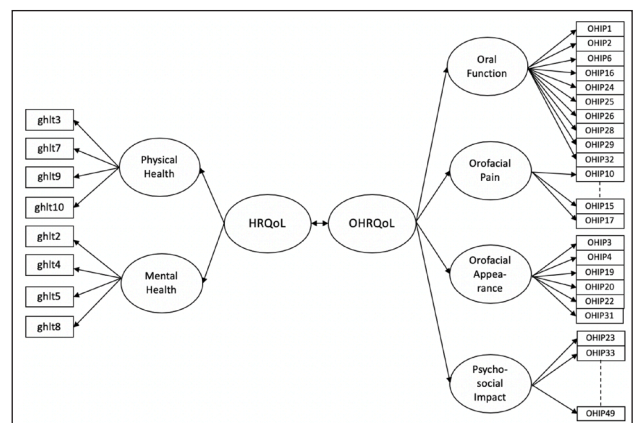 ghlt3
ghlt7
ghlt9
ghlt10
ghlt2
ghlt4
ghlt5
ghlt8
Physical
Health
Mental
Health
HRQoL
OHRQoL
Oral
Function
Orofacial
Pain
Orofacial
Appea-
rance
Psycho-
social
Impact
OHIP1
OHIP2
OHIP6
OHIP16
OHIP24
OHIP25
OHIP26
OHIP28
OHIP29
OHIP32
OHIP10
OHIP15
OHIP17
OHIP3
OHIP4
OHIP19
OHIP20
OHIP22
OHIP31
OHIP23
OHIP33
OHIP49